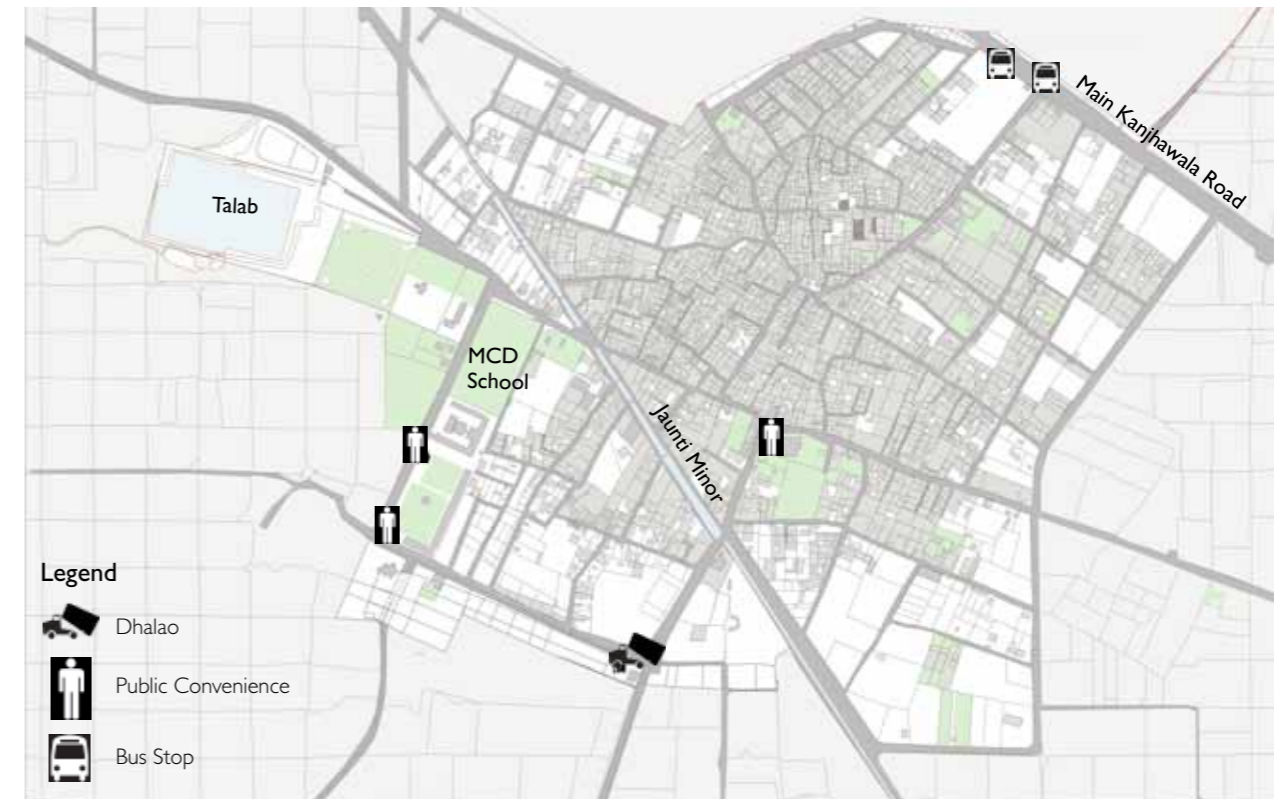 Main Kanjhawala Road
Talab
MCD
School
Jaunti Minor
Legend
Dhalao
Public Convenience
Bus Stop